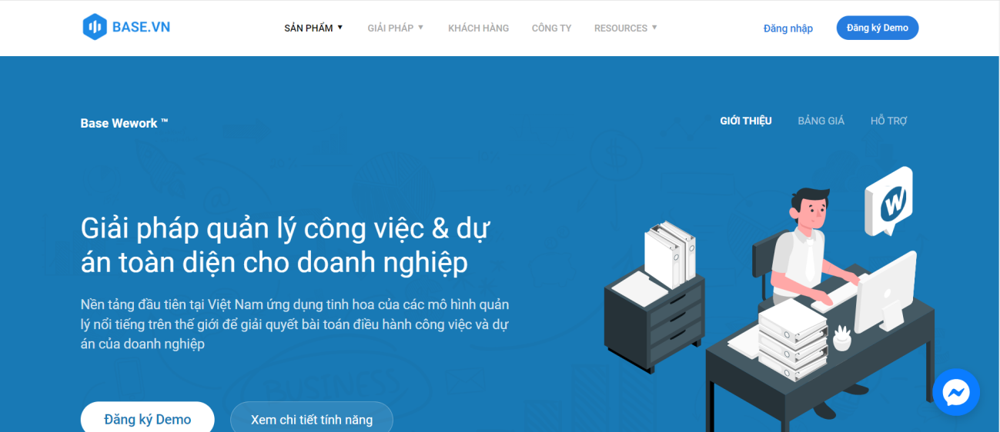 BASE.VN
SẢN PHẨM ▼ GIẢI PHÁP ▼ KHÁCH HÀNG CÔNG TY RESOURCES ▼
Đăng nhập
Đăng ký Demo
Base Wework ™
GIỚI THIỆU BẢNG GIÁ HỖ TRỢ
Giải pháp quản lý công việc & dự
án toàn diện cho doanh nghiệp
Nền tảng đầu tiên tại Việt Nam ứng dụng tinh hoa của các mô hình quản
lý nổi tiếng trên thế giới để giải quyết bài toán điều hành công việc và dự
án của doanh nghiệp
W
BUSINESS
Đăng ký Demo
Xem chi tiết tính năng